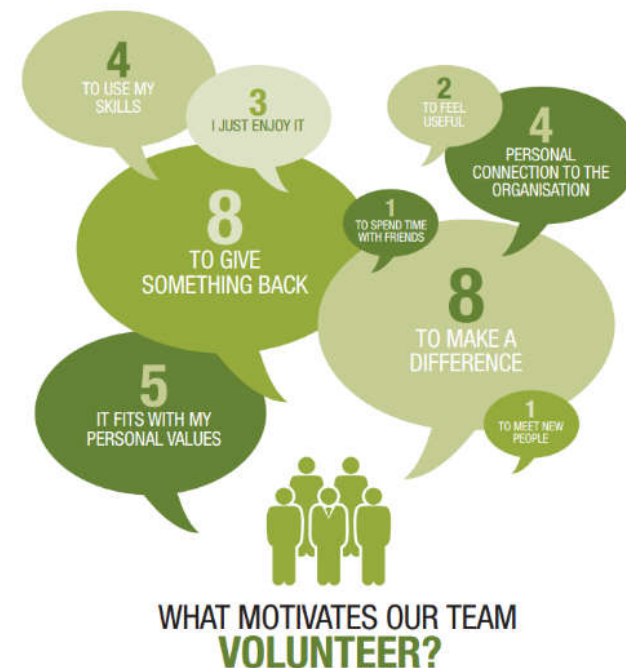 4
TO USE MY
SKILLS
3
I JUST ENJOY IT
2
TO FEEL
USEFUL
4
PERSONAL
CONNECTION TO THE
ORGANISATION
8
TO GIVE
SOMETHING BACK
1
TO SPEND TIME
WITH FRIENDS
8
TO MAKE A
DIFFERENCE
5
IT FITS WITH MY
PERSONAL VALUES
1
TO MEET NEW
PEOPLE
WHAT MOTIVATES OUR TEAM
VOLUNTEER?